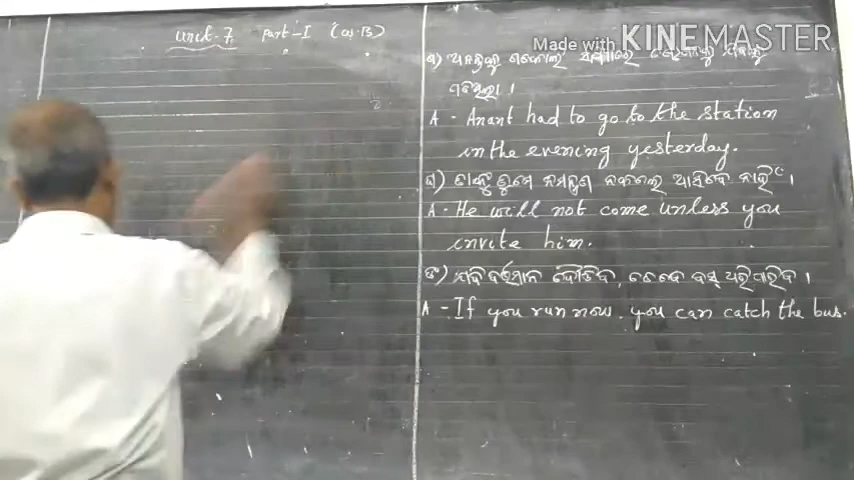 Unit-7 Part-I (Q.B)
Made with KINEMASTER
ଗ) ଅନନ୍ତକୁ ଗତକାଲି ସନ୍ଧ୍ୟାରେ ଷ୍ଟେସନକୁ ଯିବାକୁ
ପଡିଥିଲା ।
A - Anant had to go to the station
in the evening yesterday.
ତାଙ୍କୁ ତୁମେ ନିମନ୍ତ୍ରଣ ନକଲେ ଆସିବେ ନାହିଁ ।
A - He will not come unless you
invite him.
ଙ) ଯଦି ବର୍ତ୍ତମାନ ଦୌଡିବ, ତେବେ ବସ୍ ଧରିପାରିବ ।
A - If you run now, you can catch the bus.